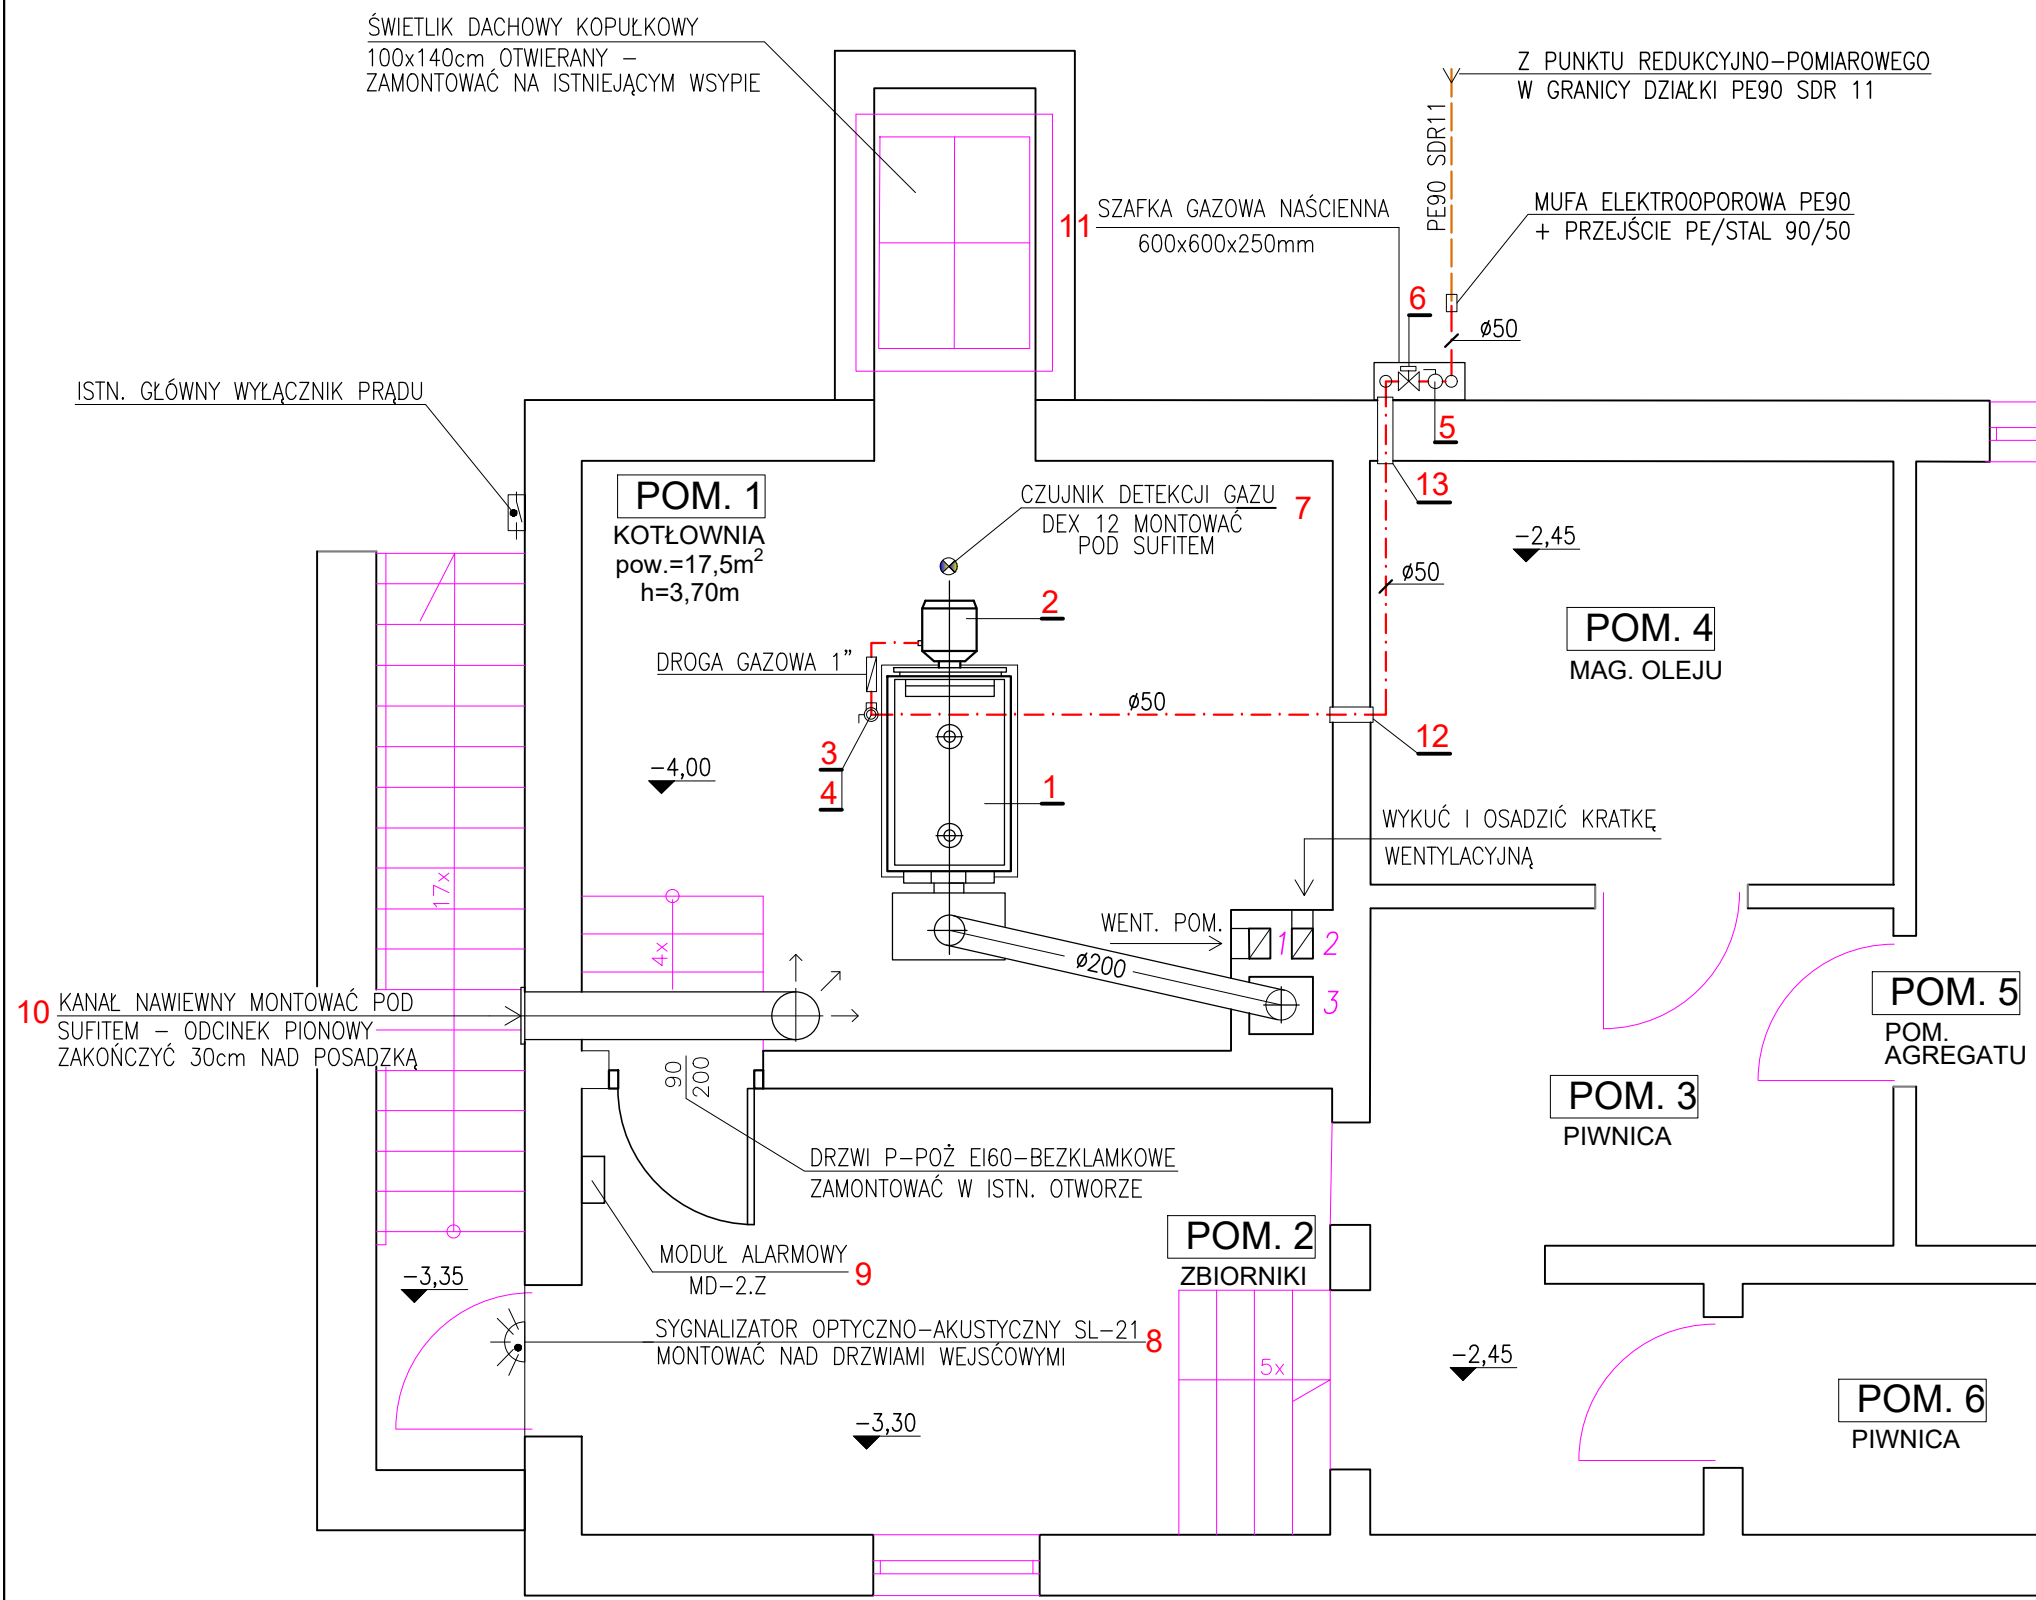 ŚWIETLIK DACHOWY KOPUŁKOWY
100x140cm OTWIERANY –
ZAMONTOWAĆ NA ISTNIEJĄCYM WSYPIE
Z PUNKTU REDUKCYJNO–POMIAROWEGO
W GRANICY DZIAŁKI PE90 SDR 11
PE90 SDR11
11
SZAFKA GAZOWA NAŚCIENNA
600x600x250mm
MUFA ELEKTROOPOROWA PE90
+ PRZEJŚCIE PE/STAL 90/50
6
ø50
ISTN. GŁÓWNY WYŁĄCZNIK PRĄDU
5
13
POM. 1
KOTŁOWNIA
pow.=17,5m²
h=3,70m
CZUJNIK DETEKCJI GAZU
7
DEX 12 MONTOWAĆ
POD SUFITEM
–2,45
ø50
2
POM. 4
MAG. OLEJU
DROGA GAZOWA 1”
ø50
12
3
4
–4,00
1
WYKUĆ I OSADZIĆ KRATKĘ
WENTYLACYJNĄ
17x
4x
WENT. POM.
1
2
3
ø200
10
KANAŁ NAWIEWNY MONTOWAĆ POD
SUFITEM – ODCINEK PIONOWY
ZAKOŃCZYĆ 30cm NAD POSADZKĄ
POM. 5
POM.
AGREGATU
90
200
POM. 3
PIWNICA
DRZWI P–POŻ EI60–BEZKLAMKOWE
ZAMONTOWAĆ W ISTN. OTWORZE
POM. 2
ZBIORNIKI
MODUŁ ALARMOWY
MD–2.Z
9
–3,35
SYGNALIZATOR OPTYCZNO–AKUSTYCZNY SL–21
MONTOWAĆ NAD DRZWIAMI WEJŚĆOWYMI
8
5x
–2,45
–3,30
POM. 6
PIWNICA